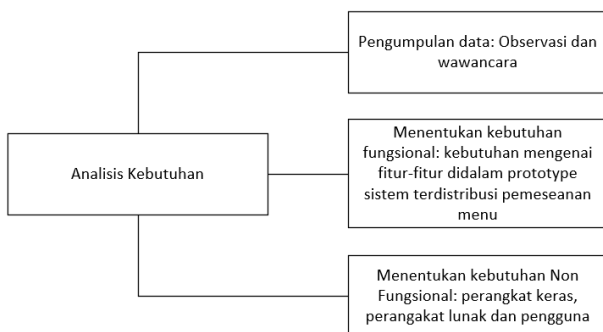 Pengumpulan data: Observasi dan
wawancara
Analisis Kebutuhan
Menentukan kebutuhan
fungsional: kebutuhan mengenai
fitur-fitur didalam prototype
sistem terdistribusi pemeseanan
menu
Menentukan kebutuhan Non
Fungsional: perangkat keras,
perangakat lunak dan pengguna